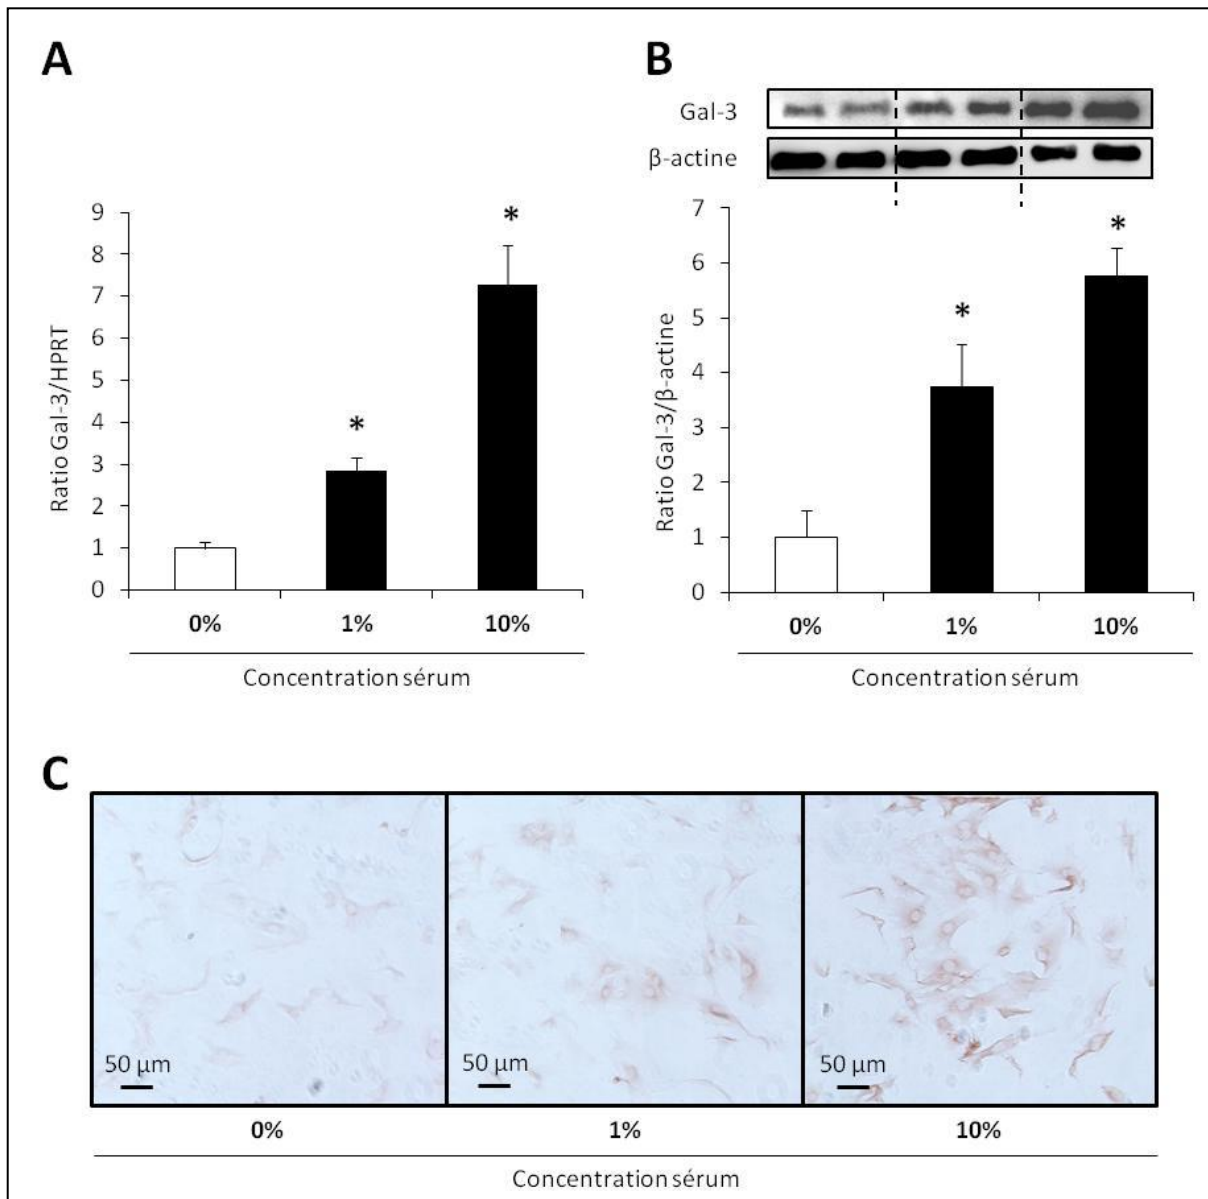 A
Ratio Gal-3/HPRT
9
8
7
6
5
4
3
2
1
0
*
*
0% 1% 10%
Concentration sérum
B
Gal-3
β-actine
Ratio Gal-3/β-actine
7
6
5
4
3
2
1
0
*
*
0% 1% 10%
Concentration sérum
C
50 µm 50 µm 50 µm
0% 1% 10%
Concentration sérum